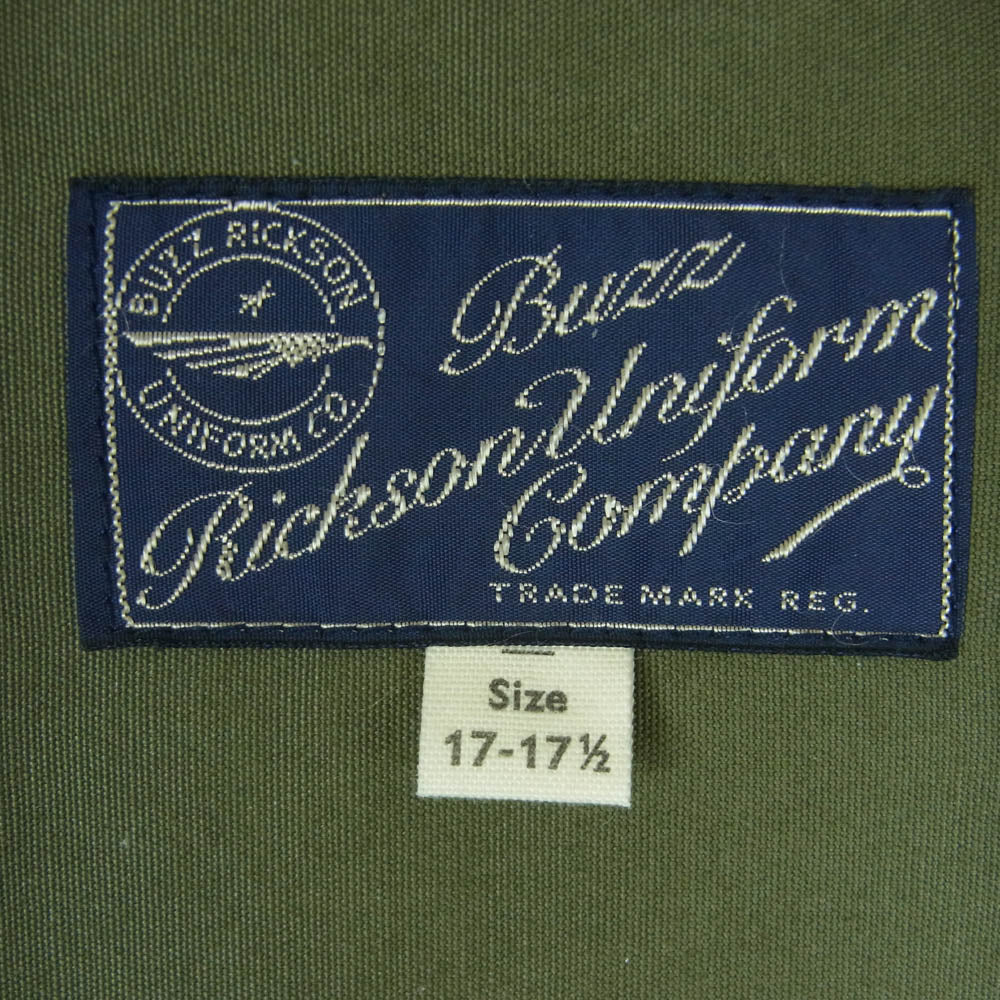 BUZZ RICKSON
UNIFORM CO.
Buzz
Rickson Uniform
Company
TRADE MARK REG.
Size
17-17½